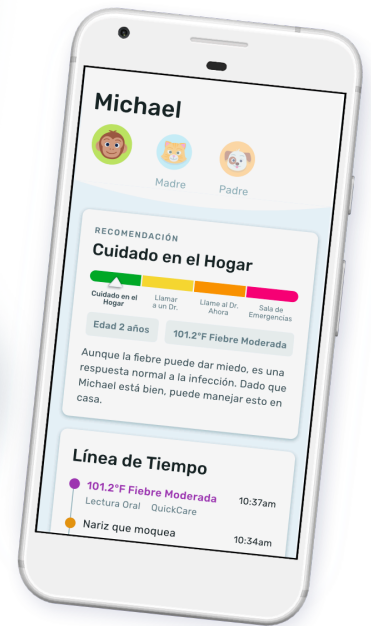 Michael
Madre
Padre
RECOMENDACIÓN
Cuidado en el Hogar
Cuidado en el
Hogar
Llamar
a un Dr.
Llame al Dr.
Ahora
Sala de
Emergencias
Edad 2 años
101.2°F Fiebre Moderada
Aunque la fiebre puede dar miedo, es una
respuesta normal a la infección. Dado que
Michael está bien, puede manejar esto en
casa.
Línea de Tiempo
101.2°F Fiebre Moderada
10:37am
Lectura Oral QuickCare
Nariz que moquea
10:34am